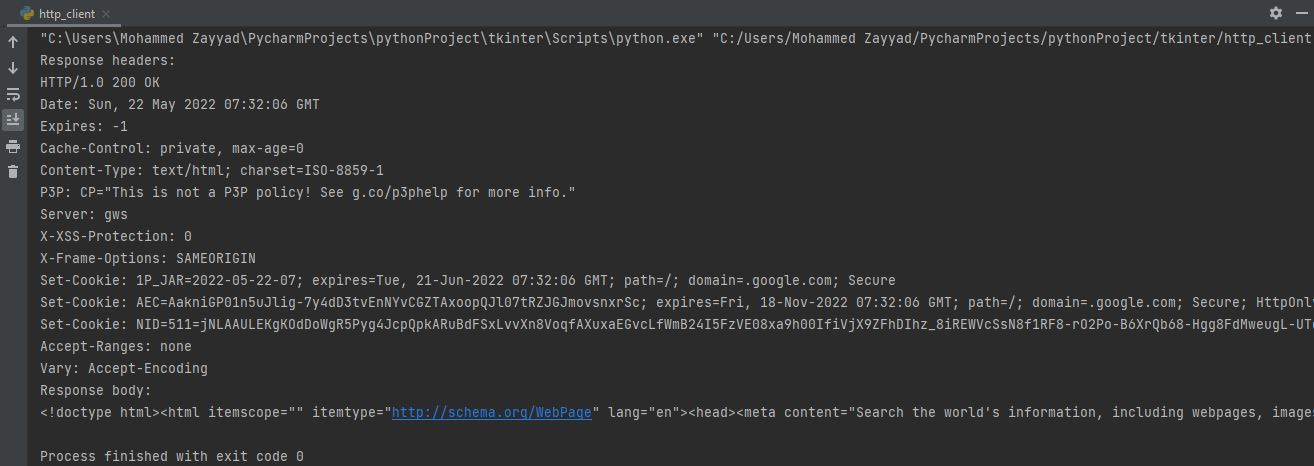 http_client
"C:\Users\Mohammed Zayyad\PycharmProjects\pythonProject\tkinter\Scripts\python.exe" "C:/Users/Mohammed Zayyad/PycharmProjects/pythonProject/tkinter/http_client
Response headers:
HTTP/1.0 200 OK
Date: Sun, 22 May 2022 07:32:06 GMT
Expires: -1
Cache-Control: private, max-age=0
Content-Type: text/html; charset=ISO-8859-1
P3P: CP="This is not a P3P policy! See g.co/p3phelp for more info."
Server: gws
X-XSS-Protection: 0
X-Frame-Options: SAMEORIGIN
Set-Cookie: 1P_JAR=2022-05-22-07; expires=Tue, 21-Jun-2022 07:32:06 GMT; path=/; domain=.google.com; Secure
Set-Cookie: AEC=AakniGP01n5uJlig-7y4dD3tvEnNYvCGZTAxoopQJl07tRZJGJmovsnxrSc; expires=Fri, 18-Nov-2022 07:32:06 GMT; path=/; domain=.google.com; Secure; HttpOnly
Set-Cookie: NID=511=jNLAAULEKgKOdDoWgR5Pyg4JcpQpkARuBdFSxLvvXn8VoqfAXuxaEGvcLfWmB24I5FzVE08xa9h00IfiVjX9ZFhDIhz_8iREWVcSsN8f1RF8-rO2Po-B6XrQb68-Hgg8FdMweugL-UT
Accept-Ranges: none
Vary: Accept-Encoding
Response body:
<!doctype html><html itemscope="" itemtype="http://schema.org/WebPage" lang="en"><head><meta content="Search the world's information, including webpages, images
Process finished with exit code 0